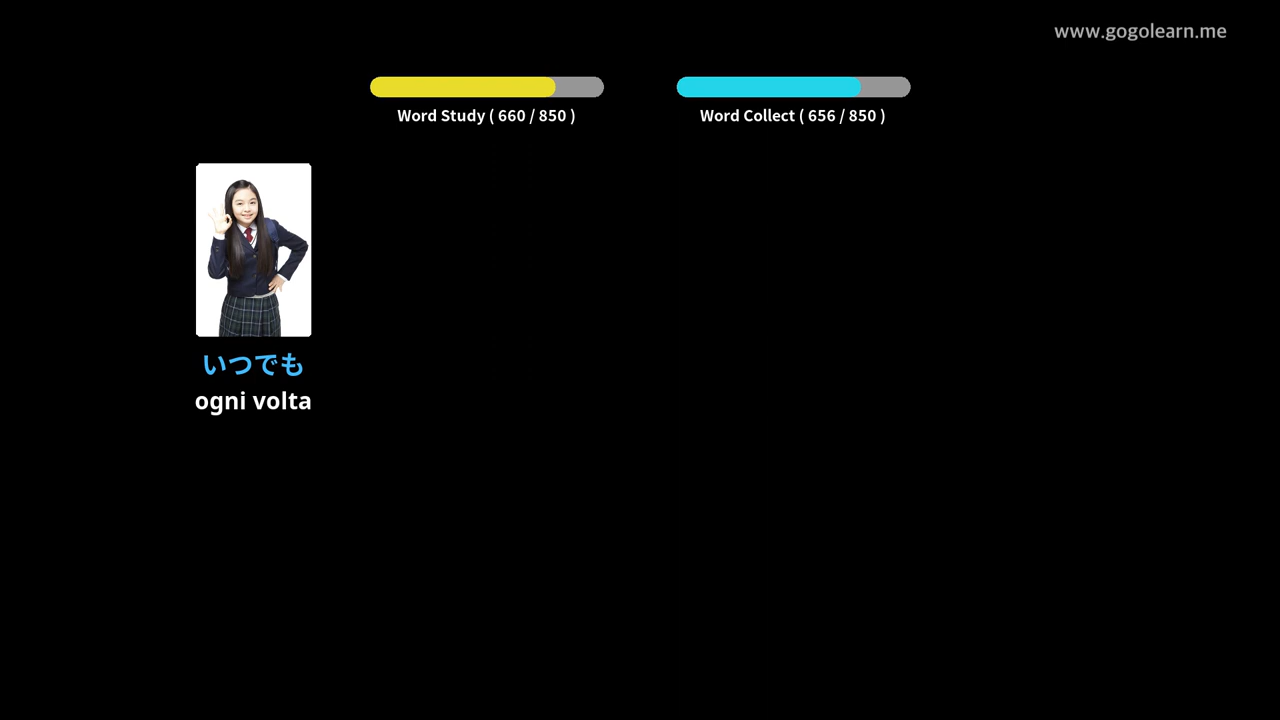 www.gogolearn.me
Word Study ( 660 / 850 )
Word Collect ( 656 / 850 )
いつでも
ogni volta